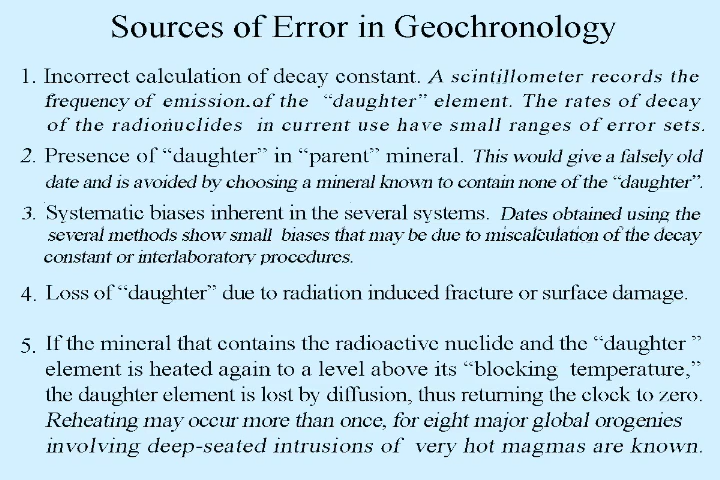 Sources of Error in Geochronology
1. Incorrect calculation of decay constant. A scintillometer records the
frequency of emission.of the "daughter" element. The rates of decay
of the radionuclides in current use have small ranges of error sets.
2. Presence of "daughter" in "parent" mineral. This would give a falsely old
date and is avoided by choosing a mineral known to contain none of the "daughter".
3. Systematic biases inherent in the several systems. Dates obtained using the
several methods show small biases that may be due to miscalculation of the decay
constant or interlaboratory procedures.
4. Loss of "daughter" due to radiation induced fracture or surface damage.
5. If the mineral that contains the radioactive nuclide and the "daughter "
element is heated again to a level above its "blocking temperature,"
the daughter element is lost by diffusion, thus returning the clock to zero.
Reheating may occur more than once, for eight major global orogenies
involving deep-seated intrusions of very hot magmas are known.